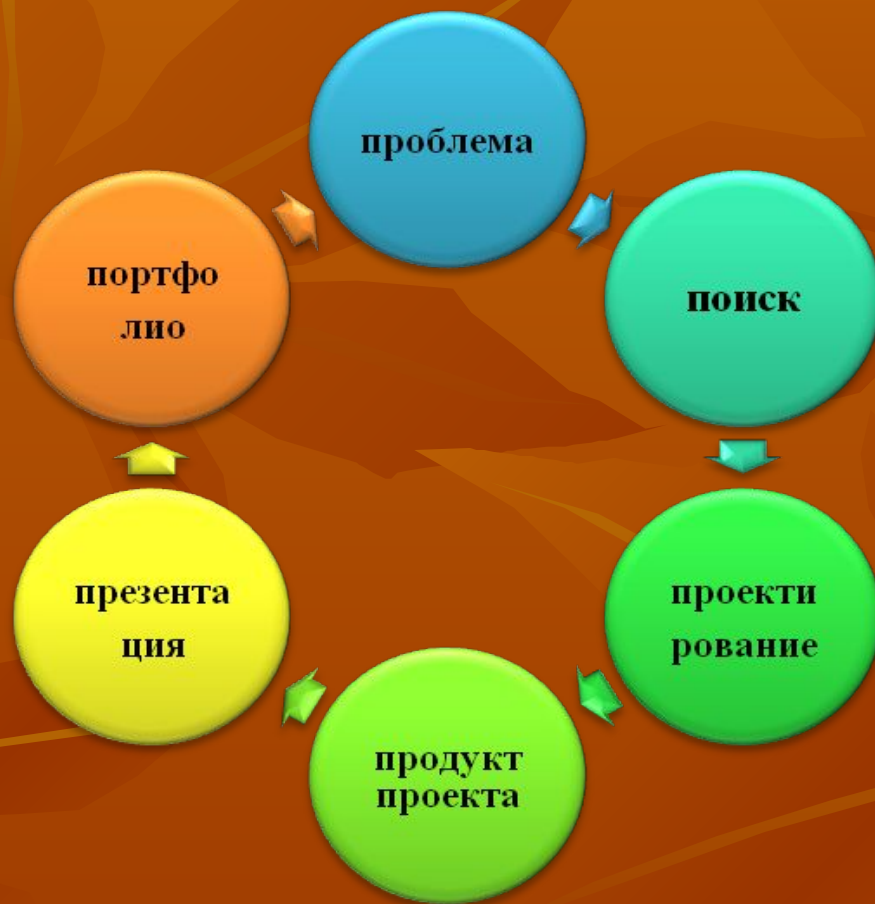 проблема
поиск
проекти
рование
продукт
проекта
презента
ция
портфо
лио